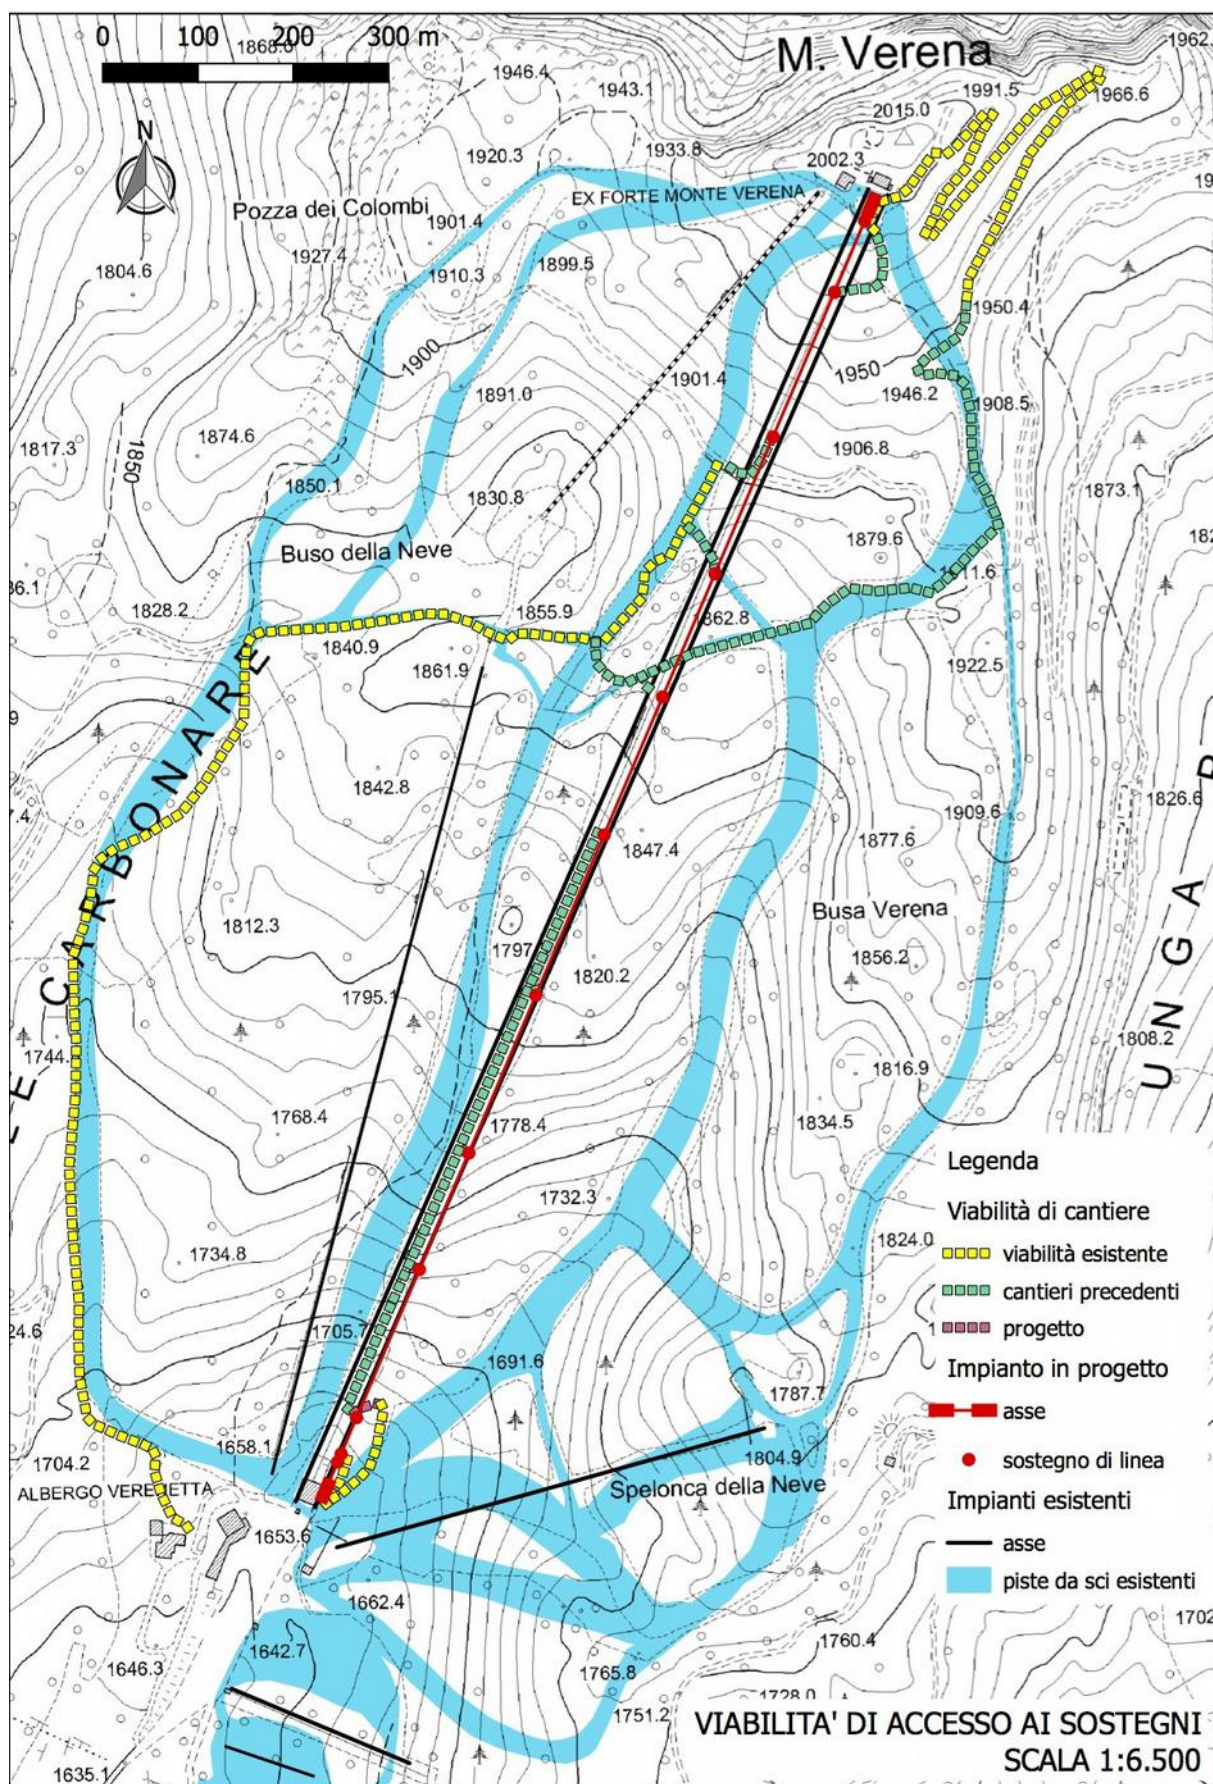 0 100 200 300 m
1868.0
M. Verena
1962.
1946.4
1943.1
1991.5
1966.6
2015.0
N
1920.3
1933.8
2002.3
EX FORTE MONTE VERENA
Pozza dei Colombi
1901.4
1927.4
1899.5
1804.6
1910.3
1950.4
1900
1950
1901.4
1946.2
1891.0
1908.5
1874.6
1817.3
1850
1906.8
1850.1
1830.8
1873.1
Buso della Neve
1879.6
1828.2
1855.9
1862.8
1840.9
1861.9
1922.5
CARBONARE
1842.8
1826.6
1909.6
1847.4
1877.6
Busa Verena
1812.3
1797
1856.2
1820.2
1795.1
UNGA
1744.
1808.2
1816.9
1768.4
1778.4
1834.5
Legenda
1732.3
Viabilità di cantiere
1734.8
1824.0
viabilità esistente
cantieri precedenti
1705.7
progetto
1691.6
Impianto in progetto
1787.7
asse
1658.1
1804.9
1704.2
sostegno di linea
ALBERGO VERENETTA
Spelonca della Neve
Impianti esistenti
1653.6
asse
piste da sci esistenti
1662.4
1702
1642.7
1760.4
1646.3
1765.8
1728.0
1751.2
VIABILITA' DI ACCESSO AI SOSTEGNI
SCALA 1:6.500
1635.1